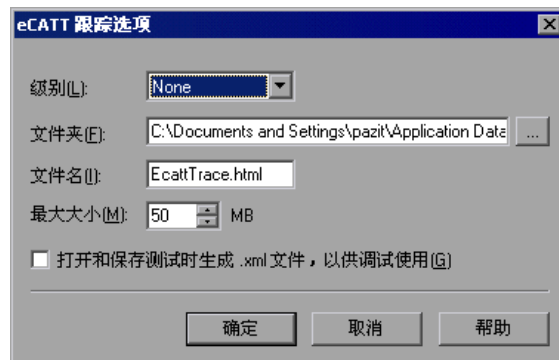 eCATT 跟踪选项
级别(L): None
文件夹(F): C:\Documents and Settings\pazit\Application Data ...
文件名(I): EcattTrace.html
最大大小(M): 50 MB
打开和保存测试时生成 .xml 文件，以供调试使用(G)
确定 取消 帮助